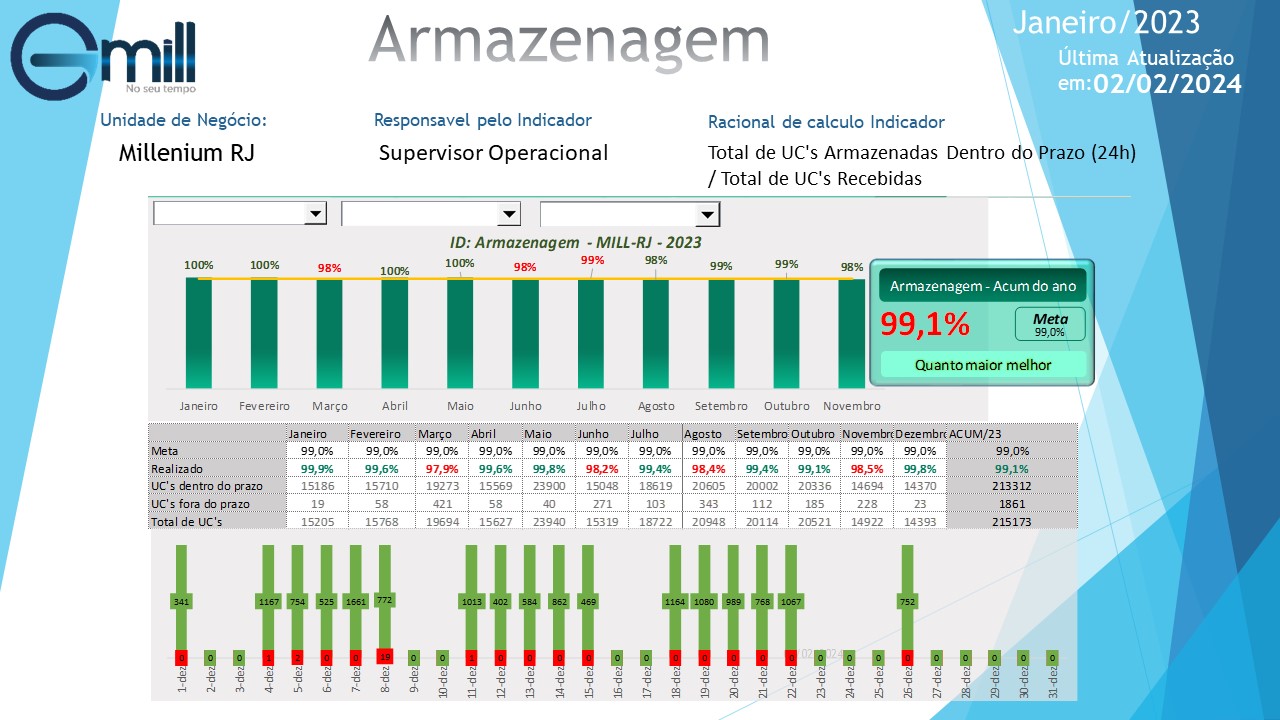 Gmill
No seu tempo
Armazenagem
Janeiro/2023
Última Atualização
em:02/02/2024
Unidade de Negócio:
Millenium RJ
Responsavel pelo Indicador
Supervisor Operacional
Racional de calculo Indicador
Total de UC's Armazenadas Dentro do Prazo (24h)
/ Total de UC's Recebidas
ID: Armazenagem - MILL-RJ - 2023
100% 100% 98% 100% 100% 98% 99% 98% 99% 99% 98%
Janeiro Fevereiro Março Abril Maio Junho Julho Agosto Setembro Outubro Novembro
Armazenagem - Acum do ano
99,1%
Meta
99,0%
Quanto maior melhor
Janeiro Fevereiro Março Abril Maio Junho Julho Agosto Setembro Outubro Novembro Dezembro ACUM/23
Meta 99,0% 99,0% 99,0% 99,0% 99,0% 99,0% 99,0% 99,0% 99,0% 99,0% 99,0% 99,0% 99,0%
Realizado 99,9% 99,6% 97,9% 99,6% 99,8% 98,2% 99,4% 98,4% 99,4% 99,1% 98,5% 99,8% 99,1%
UC's dentro do prazo 15186 15710 19273 15569 23900 15048 18619 20605 20002 20336 14694 14370 213312
UC's fora do prazo 19 58 421 58 40 271 103 343 112 185 228 23 1861
Total de UC's 15205 15768 19694 15627 23940 15319 18722 20948 20114 20521 14922 14393 215173
341 1167 754 525 1661 772 1013 402 584 862 469 1164 1080 989 768 1067 752
0 0 0 1 2 0 0 19 0 0 1 0 0 0 0 0 0 0 0 0 0 0 0 0 0 0 0 0 0 0 0
1-dez 2-dez 3-dez 4-dez 5-dez 6-dez 7-dez 8-dez 9-dez 10-dez 11-dez 12-dez 13-dez 14-dez 15-dez 16-dez 17-dez 18-dez 19-dez 20-dez 21-dez 22-dez 23-dez 24-dez 25-dez 26-dez 27-dez 28-dez 29-dez 30-dez 31-dez